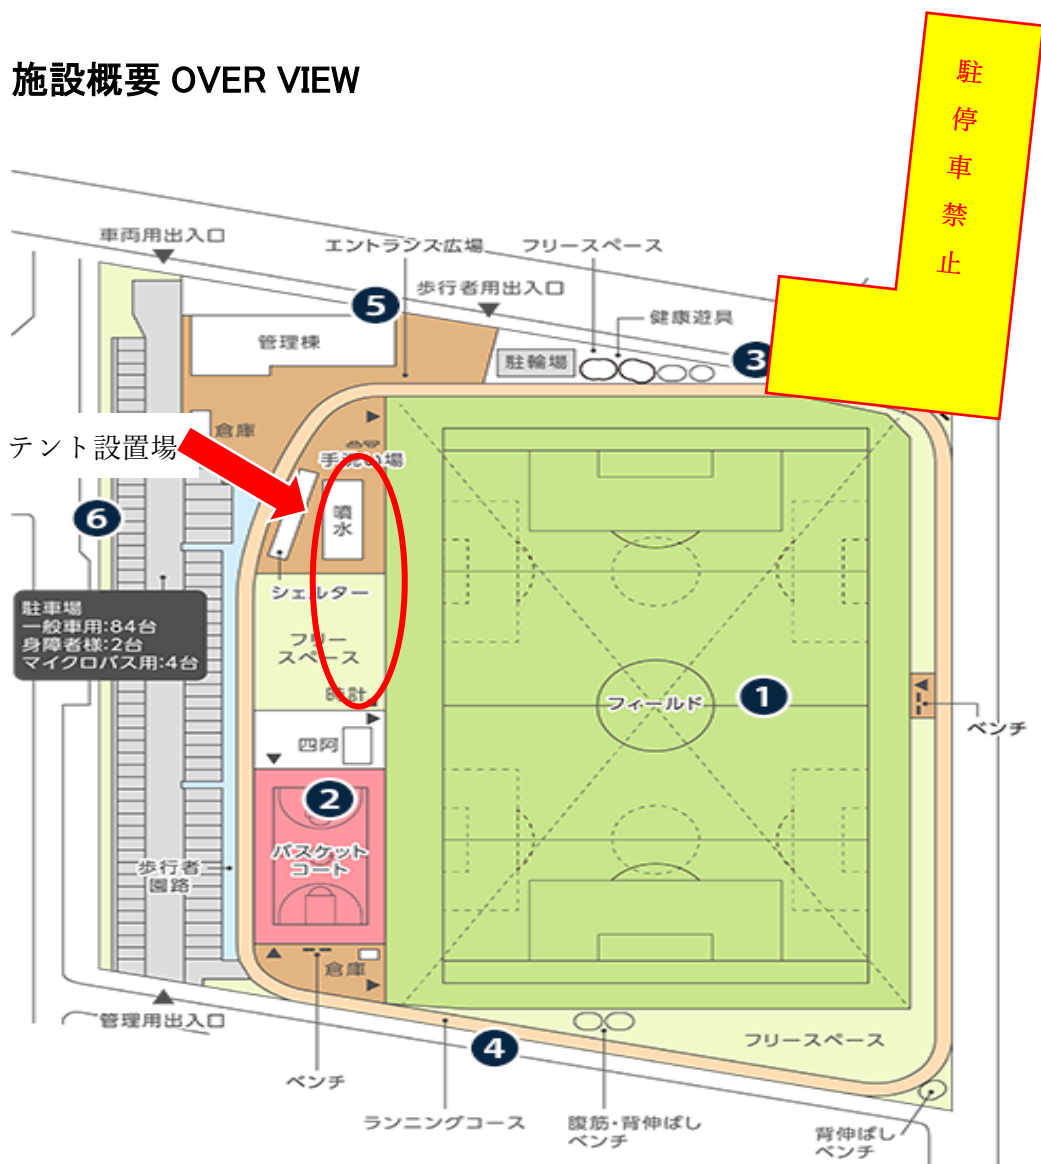 施設概要 OVER VIEW
駐停車禁止
車両用出入口
エントランス広場
フリースペース
歩行者用出入口
5
健康遊具
管理棟
駐輪場
3
倉庫
テント設置場
手洗い場
6
噴水
シェルター
駐車場
一般車用:84台
身障者様:2台
マイクロバス用:4台
フリー
スペース
時計
フィールド
1
ベンチ
四阿
2
バスケット
コート
歩行者
園路
倉庫
管理用出入口
4
フリースペース
ベンチ
ランニングコース
腹筋・背伸ばし
ベンチ
背伸ばし
ベンチ